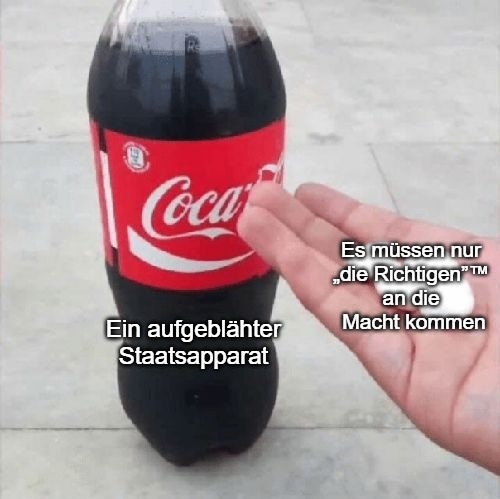 Coca
Es müssen nur
„die Richtigen”™
an die
Macht kommen
Ein aufgeblähter
Staatsapparat